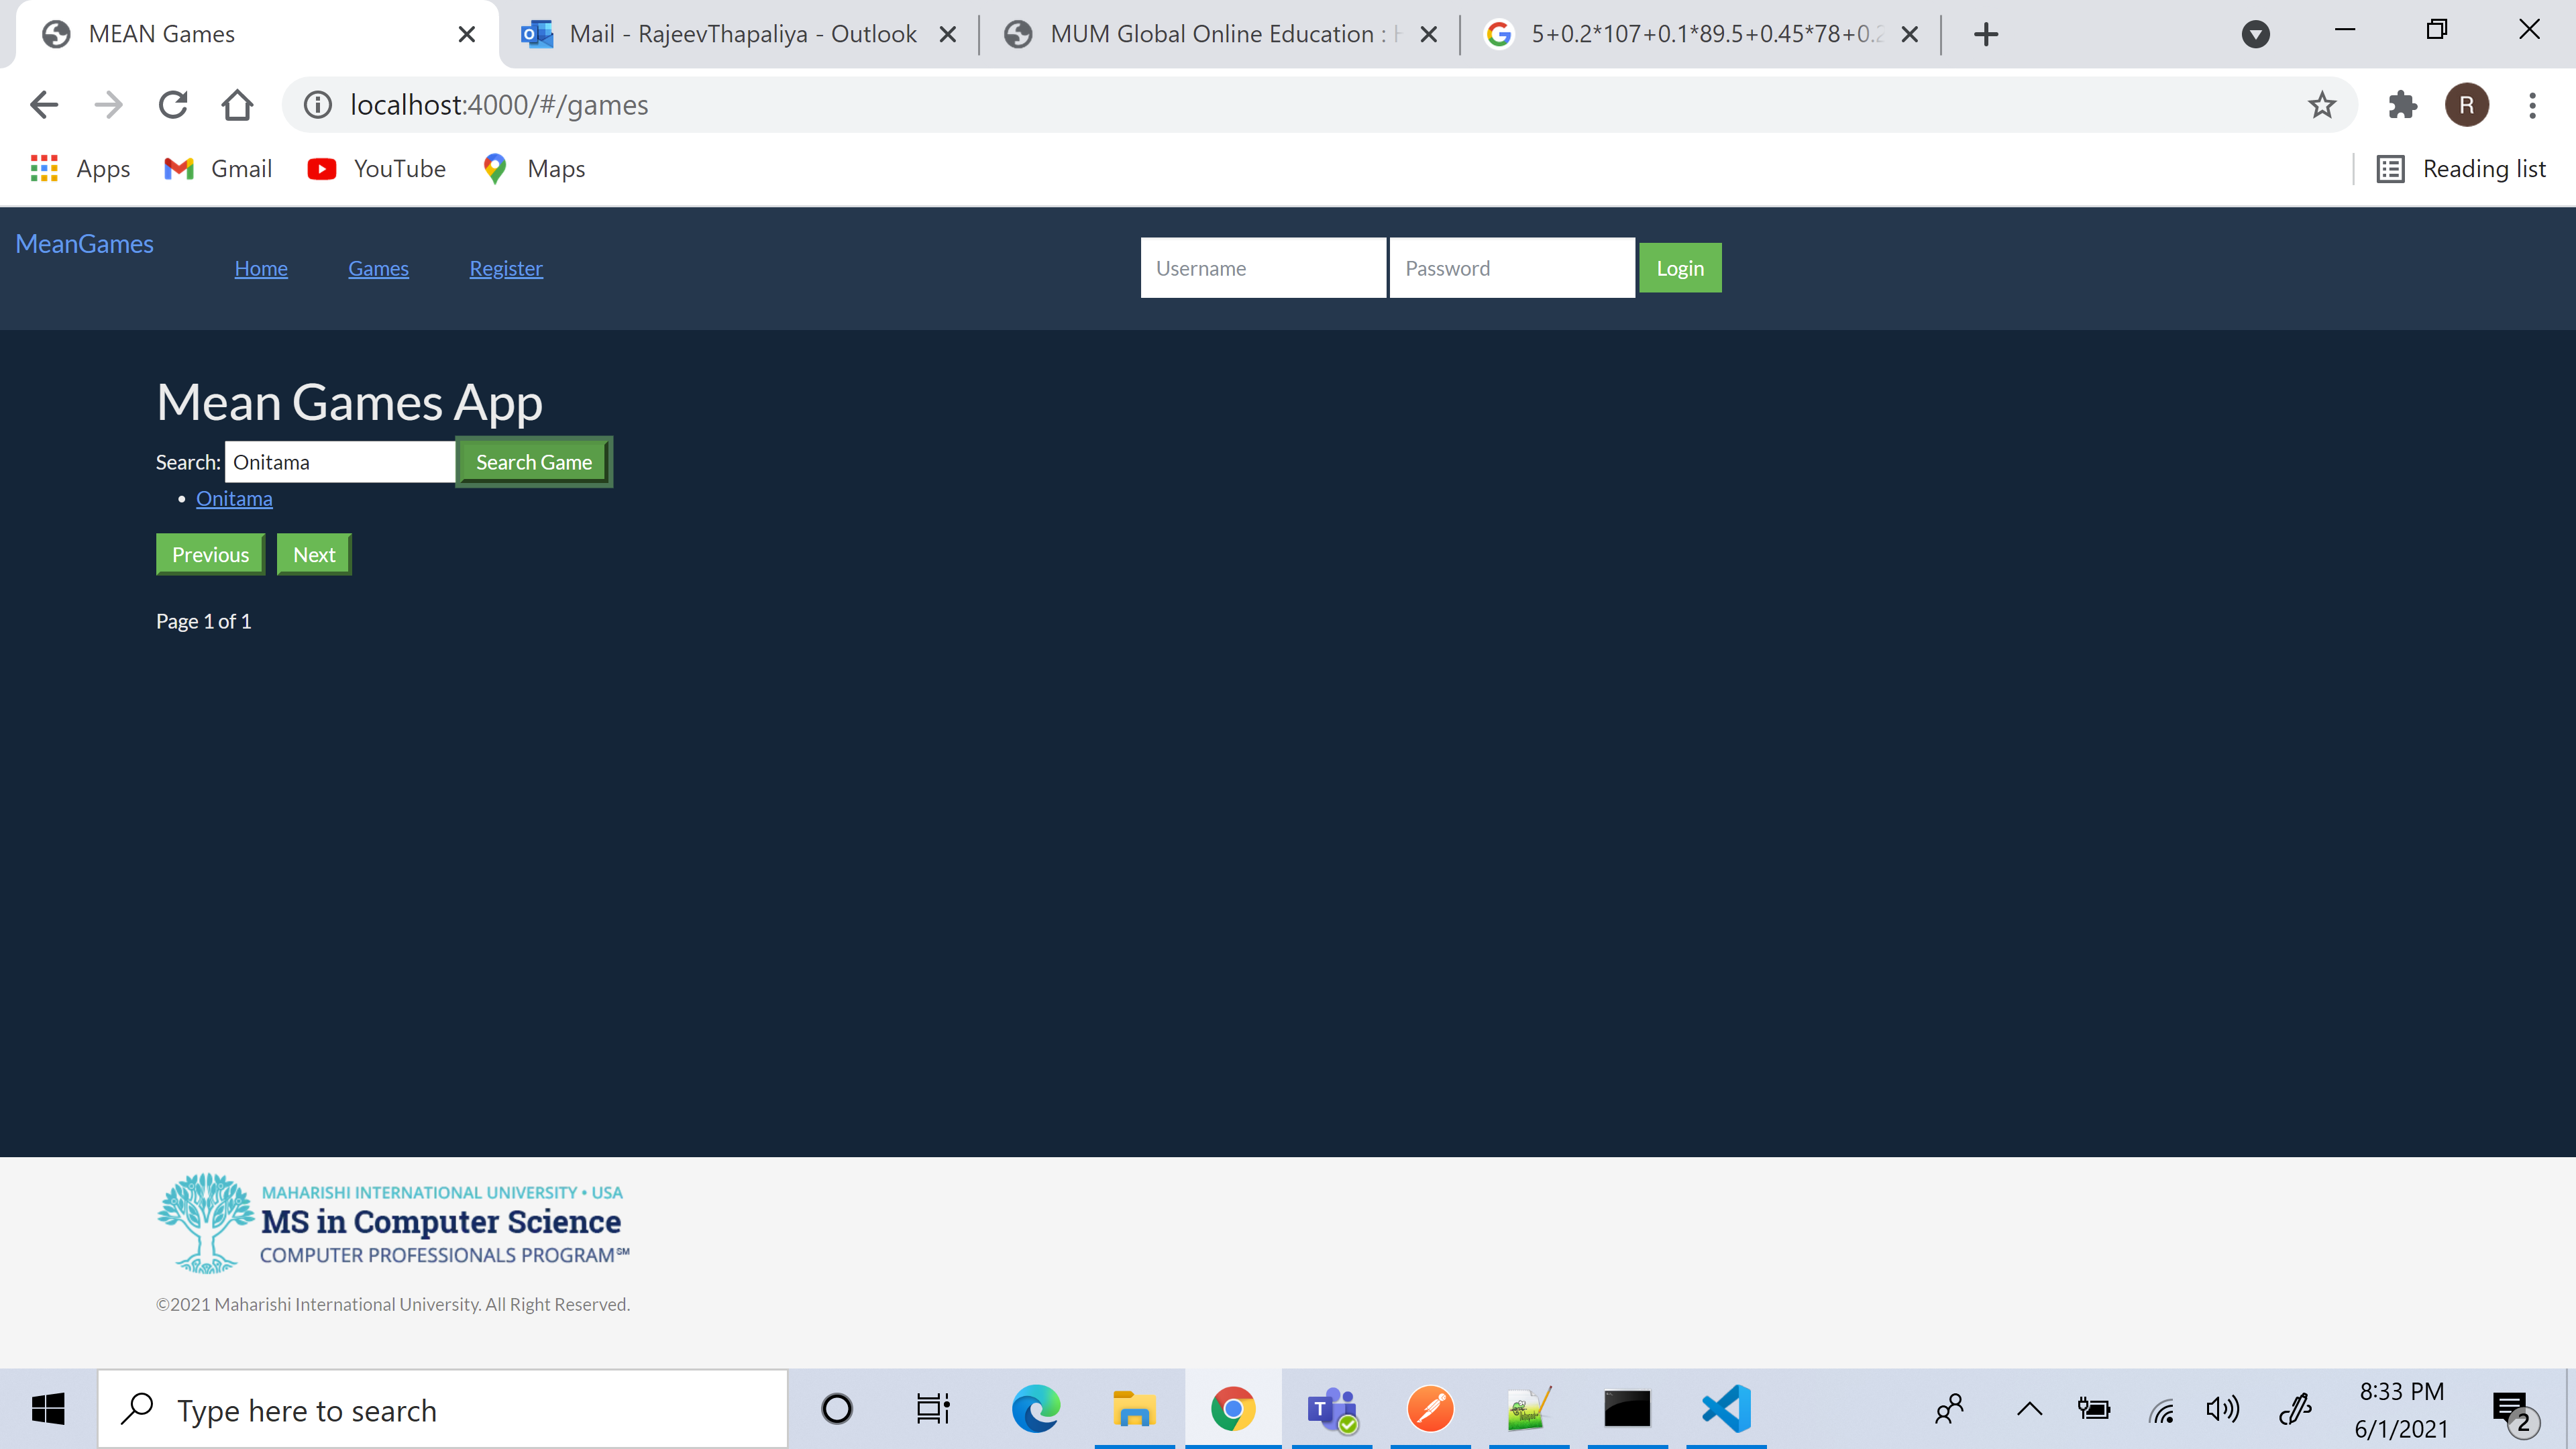 MEAN Games
Mail - RajeevThapaliya - Outlook
MUM Global Online Education :
5+0.2*107+0.1*89.5+0.45*78+0.2
localhost:4000/#/games
R
Apps
Gmail
YouTube
Maps
Reading list
MeanGames
Home
Games
Register
Username
Password
Login
Mean Games App
Search:
Onitama
Search Game
Onitama
Previous
Next
Page 1 of 1
MAHARISHI INTERNATIONAL UNIVERSITY • USA
MS in Computer Science
COMPUTER PROFESSIONALS PROGRAM℠
©2021 Maharishi International University. All Right Reserved.
Type here to search
8:33 PM
6/1/2021
2